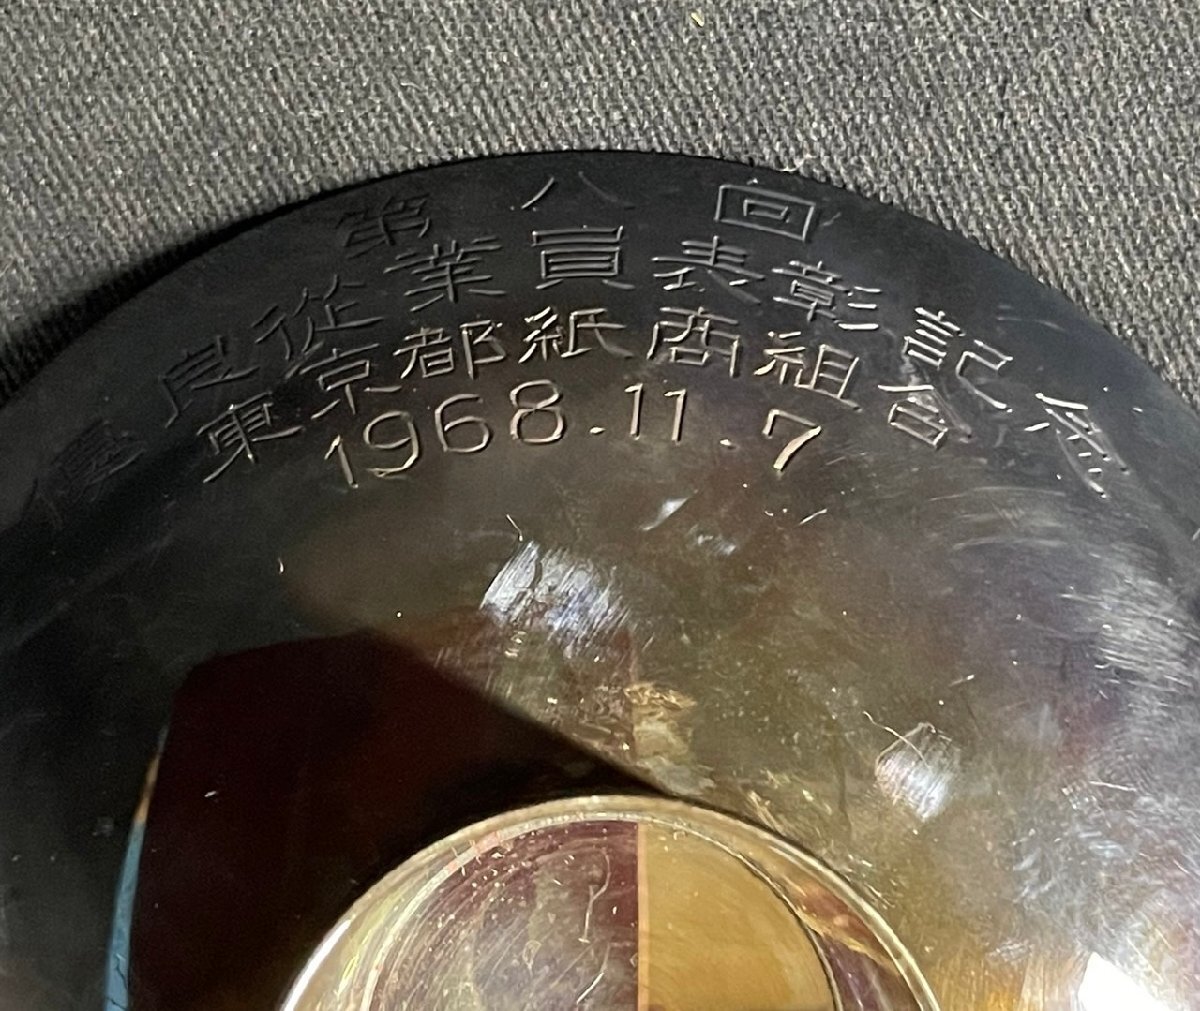 第八回
優良従業員表彰記念
東京都紙商組合
1968.11.7